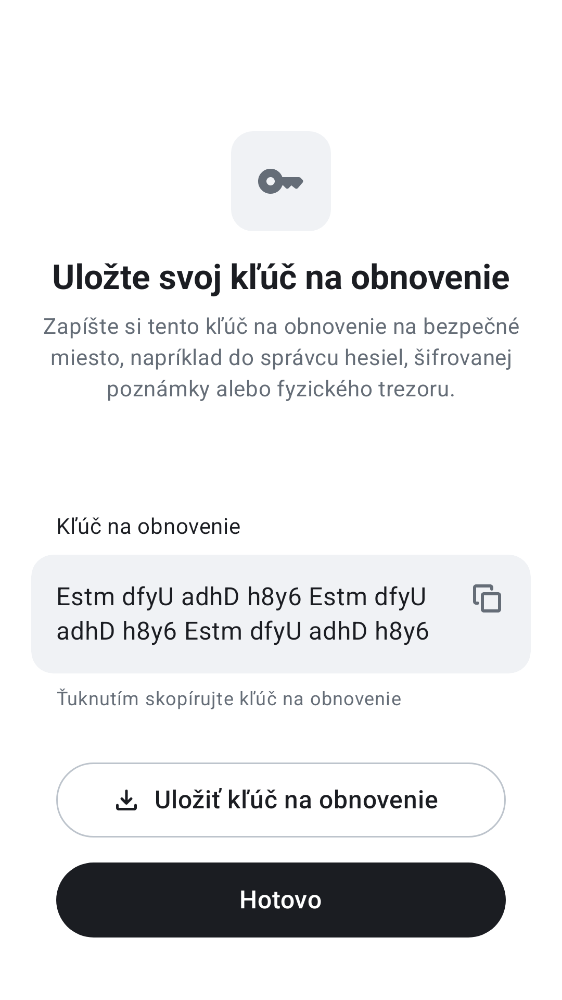 Uložte svoj kľúč na obnovenie
Zapíšte si tento kľúč na obnovenie na bezpečné
miesto, napríklad do správcu hesiel, šifrovanej
poznámky alebo fyzického trezoru.
Kľúč na obnovenie
Estm dfyU adhD h8y6 Estm dfyU
adhD h8y6 Estm dfyU adhD h8y6
Ťuknutím skopírujte kľúč na obnovenie
Uložiť kľúč na obnovenie
Hotovo